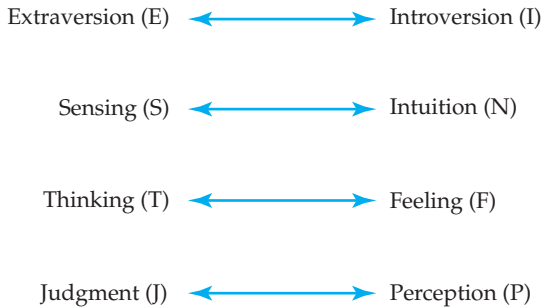 Extraversion (E) Introversion (I)
Sensing (S) Intuition (N)
Thinking (T) Feeling (F)
Judgment (J) Perception (P)